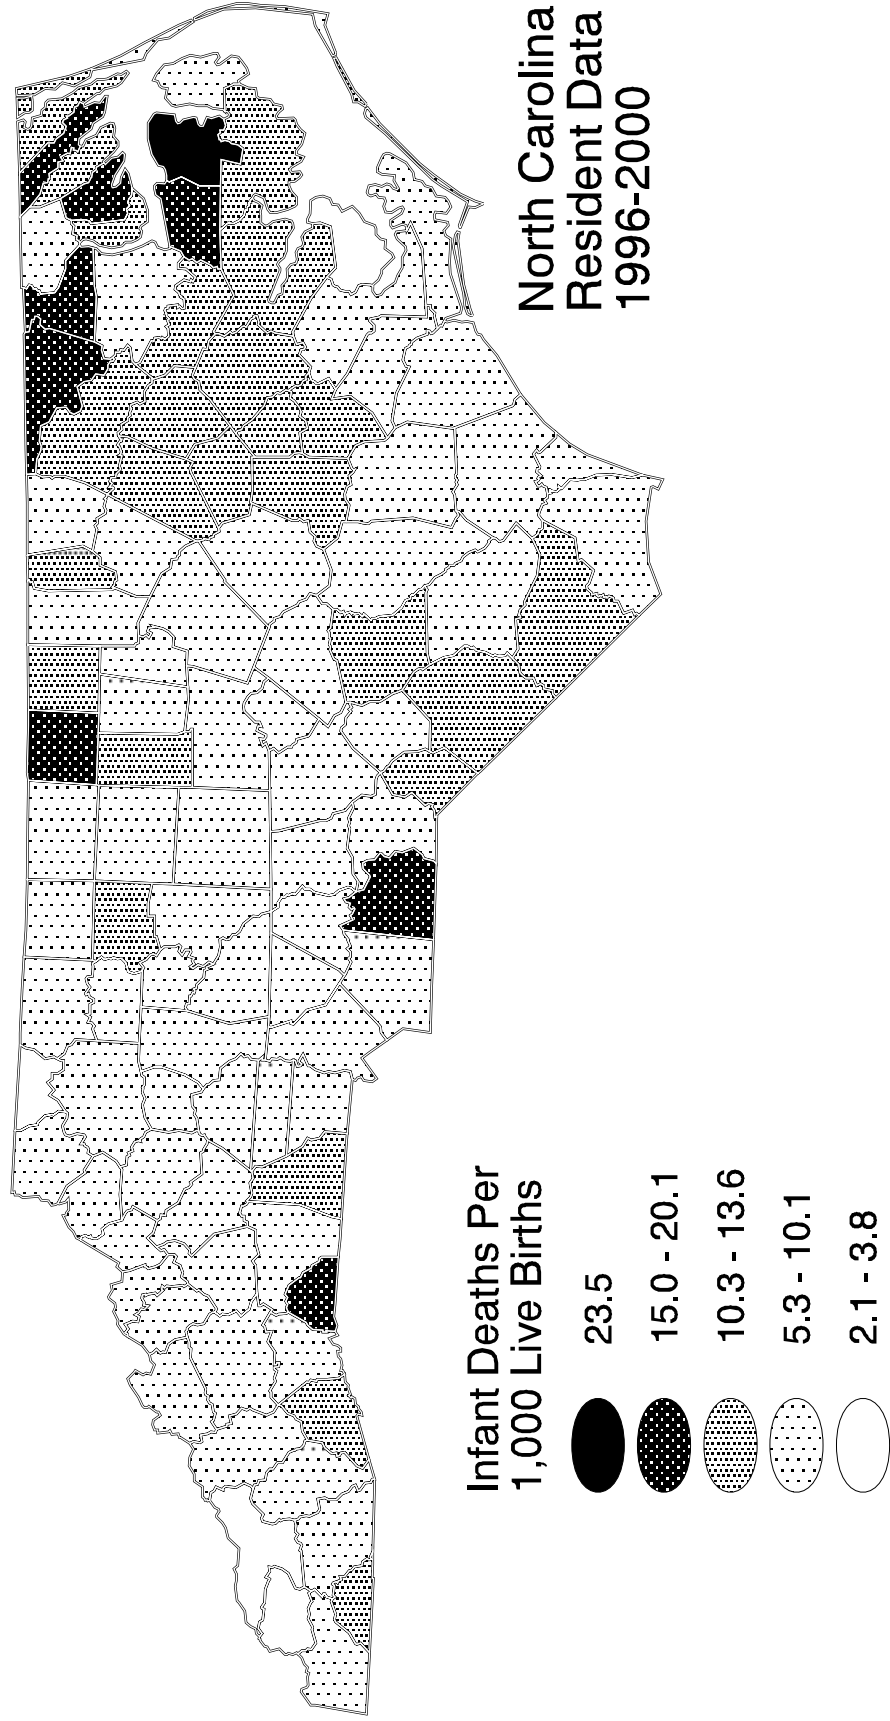 North Carolina
Resident Data
1996-2000
Infant Deaths Per
1,000 Live Births
23.5
15.0 - 20.1
10.3 - 13.6
5.3 - 10.1
2.1 - 3.8